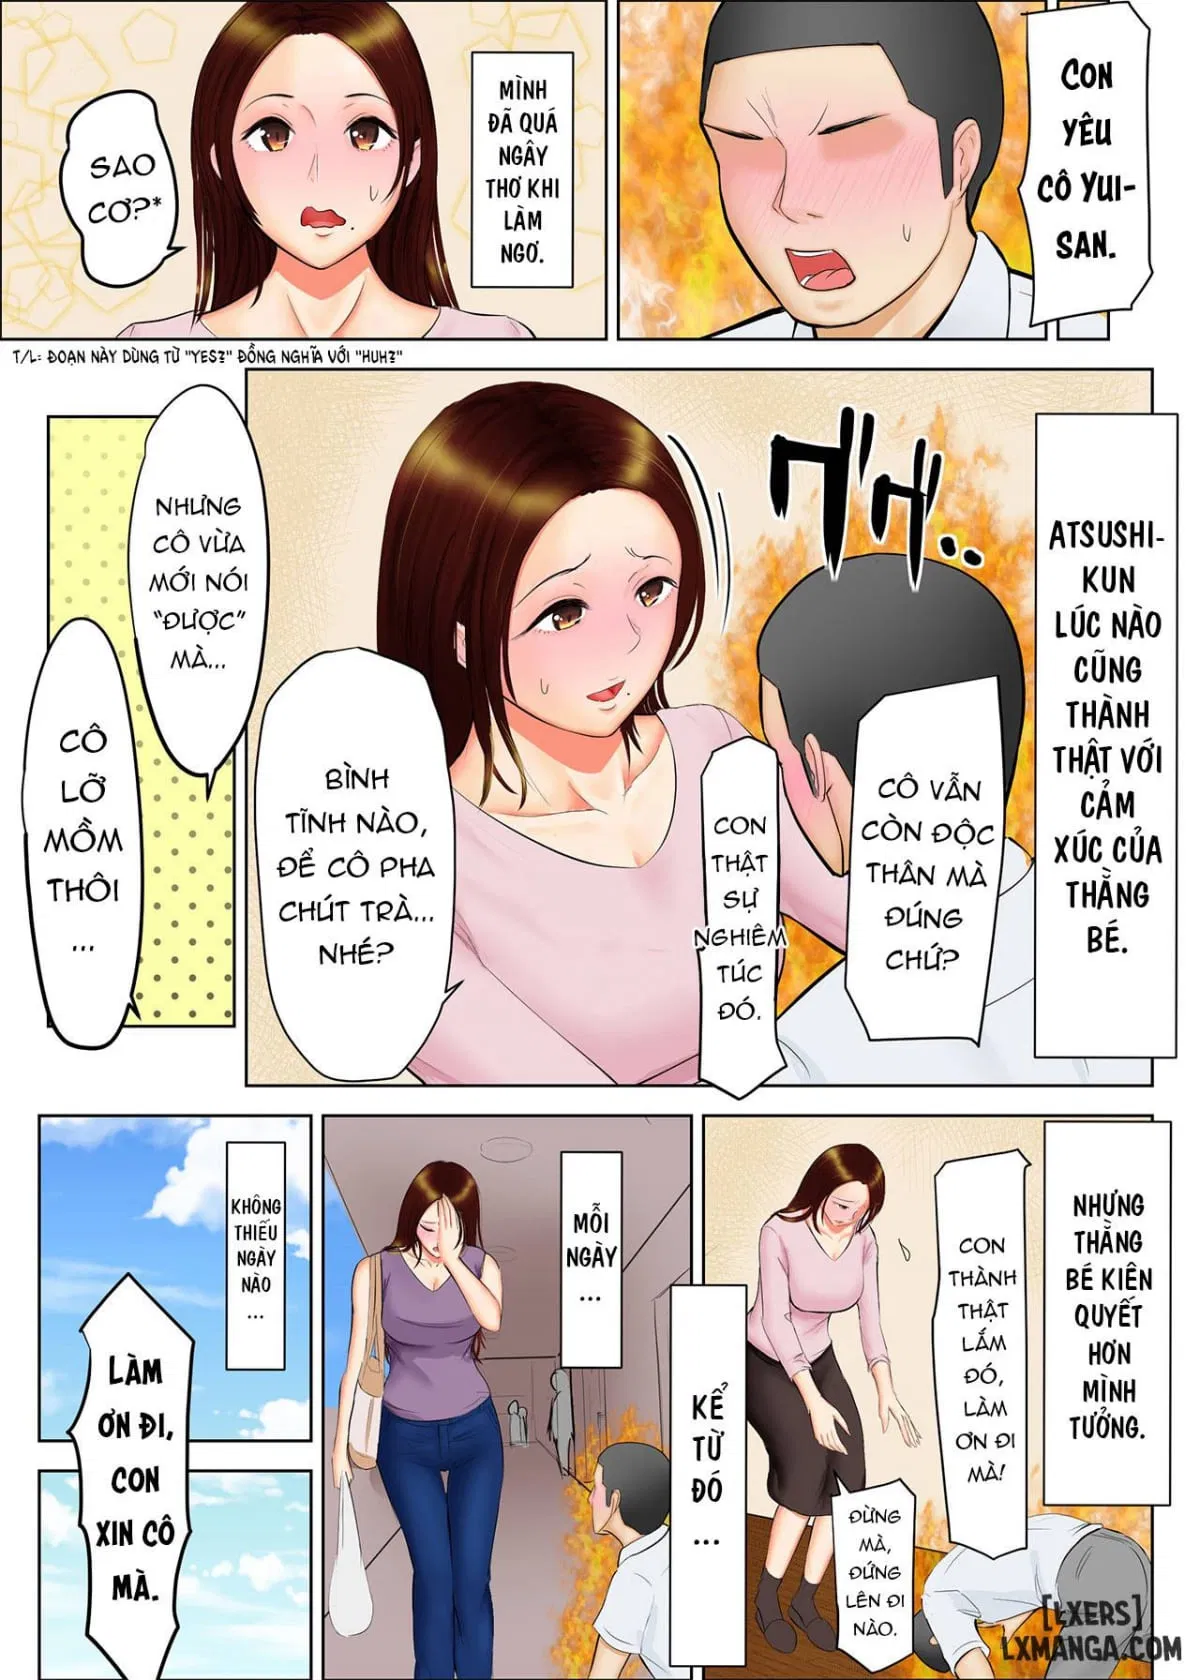 CON
YÊU
CÔ YUI-
SAN.
MÌNH
ĐÃ QUÁ
NGÂY
THƠ KHI
LÀM
NGƠ.
SAO
CƠ?*
T/L: ĐOẠN NÀY DÙNG TỪ "YES?" ĐỒNG NGHĨA VỚI "HUH?"
ATSUSHI-
KUN
LÚC NÀO
CŨNG
THÀNH
THẬT VỚI
CẢM
XÚC CỦA
THẰNG
BÉ.
グググ..
CÔ VẪN
CÒN ĐỘC
THÂN MÀ
ĐÚNG
CHỨ?
CON
THẬT
SỰ
NGHIÊM
TÚC
ĐÓ.
BÌNH
TĨNH NÀO,
ĐỂ CÔ PHA
CHÚT TRÀ...
NHÉ?
NHƯNG
CÔ VỪA
MỚI NÓI
"ĐƯỢC"
MÀ...
CÔ
LỠ
MỒM
THÔI
...
NHƯNG
THẰNG
BÉ KIÊN
QUYẾT
HƠN
MÌNH
TƯỞNG.
CON
THÀNH
THẬT
LẮM
ĐÓ,
LÀM
ƠN ĐI
MÀ!
ĐỪNG
MÀ,
ĐỨNG
LÊN ĐI
NÀO.
KỂ
TỪ
ĐÓ
...
MỖI
NGÀY
...
KHÔNG
THIẾU
NGÀY
NÀO
...
LÀM
ƠN ĐI,
CON
XIN CÔ
MÀ.
[LXERS]
LXMANGA.COM